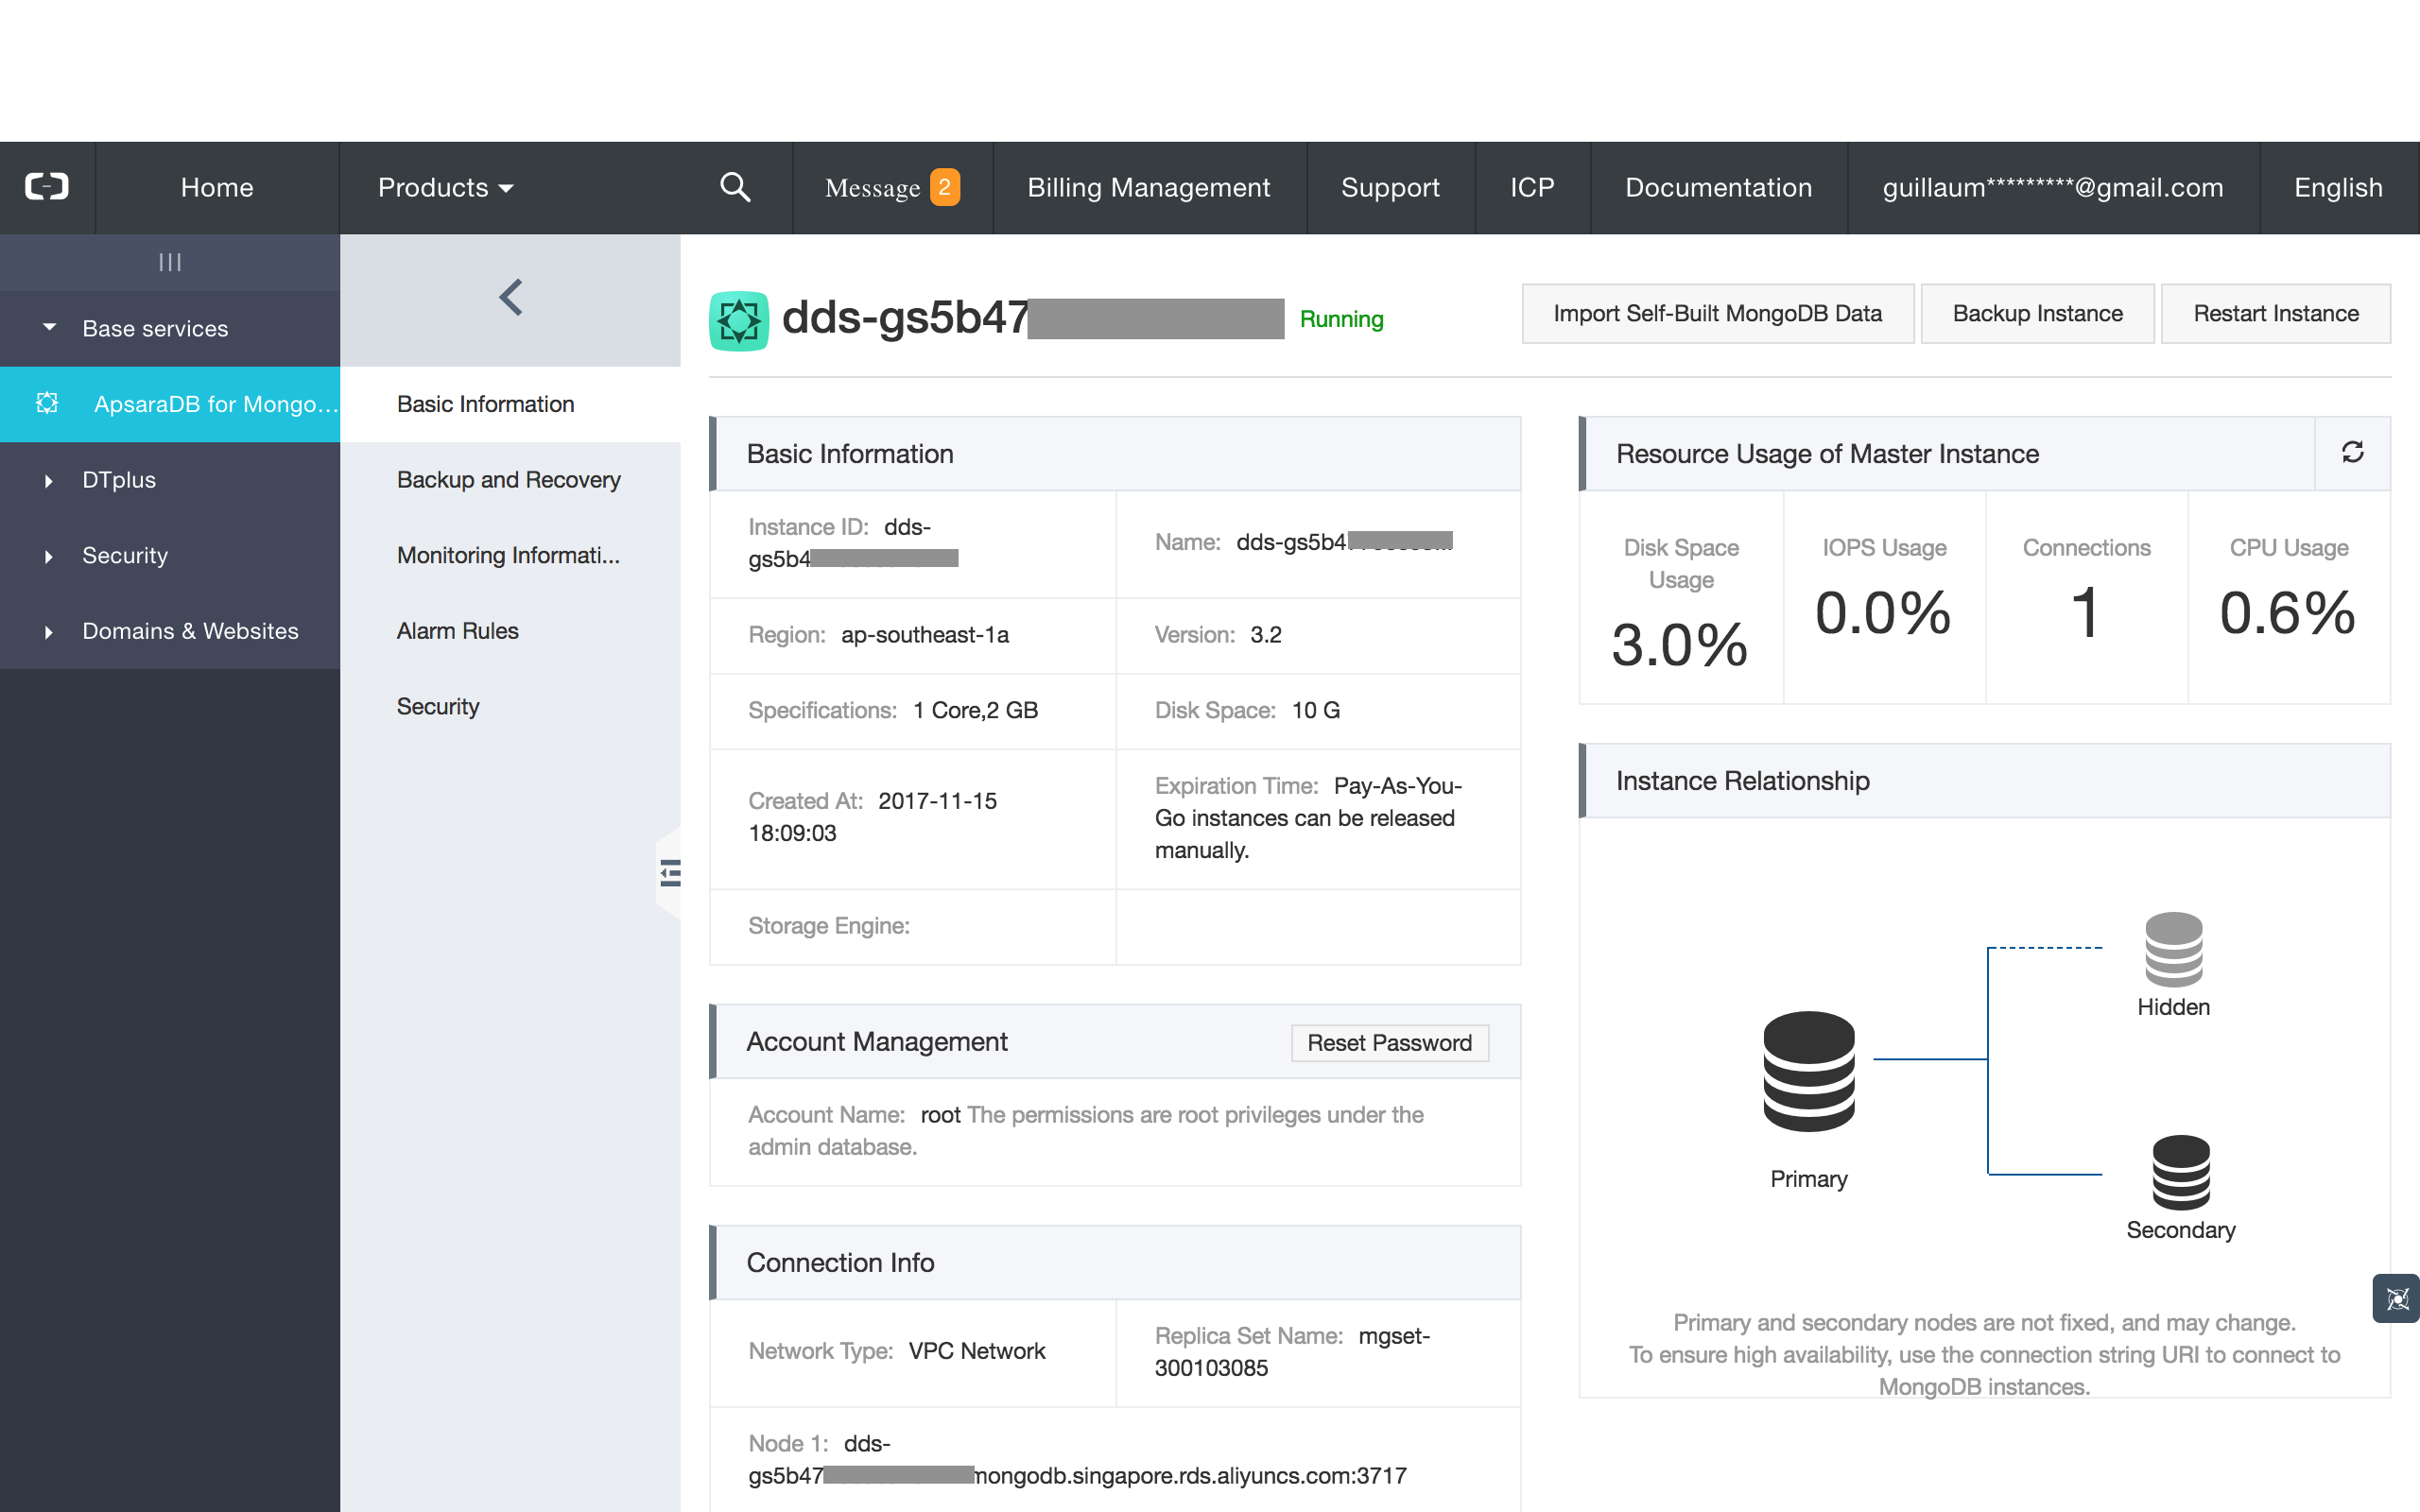 Home
Products
Message 2
Billing Management
Support
ICP
Documentation
guillaum*********@gmail.com
English
Base services
ApsaraDB for Mongo...
DTplus
Security
Domains & Websites
Basic Information
Backup and Recovery
Monitoring Informati...
Alarm Rules
Security
dds-gs5b47
Running
Import Self-Built MongoDB Data
Backup Instance
Restart Instance
Basic Information
Instance ID: dds-
gs5b4
Name: dds-gs5b4
Region: ap-southeast-1a
Version: 3.2
Specifications: 1 Core,2 GB
Disk Space: 10 G
Created At: 2017-11-15
18:09:03
Expiration Time: Pay-As-You-
Go instances can be released
manually.
Storage Engine:
Account Management
Reset Password
Account Name: root The permissions are root privileges under the
admin database.
Connection Info
Network Type: VPC Network
Replica Set Name: mgset-
300103085
Node 1: dds-
gs5b47 mongodb.singapore.rds.aliyuncs.com:3717
Resource Usage of Master Instance
Disk Space
Usage
3.0%
IOPS Usage
0.0%
Connections
1
CPU Usage
0.6%
Instance Relationship
Hidden
Primary
Secondary
Primary and secondary nodes are not fixed, and may change.
To ensure high availability, use the connection string URI to connect to
MongoDB instances.